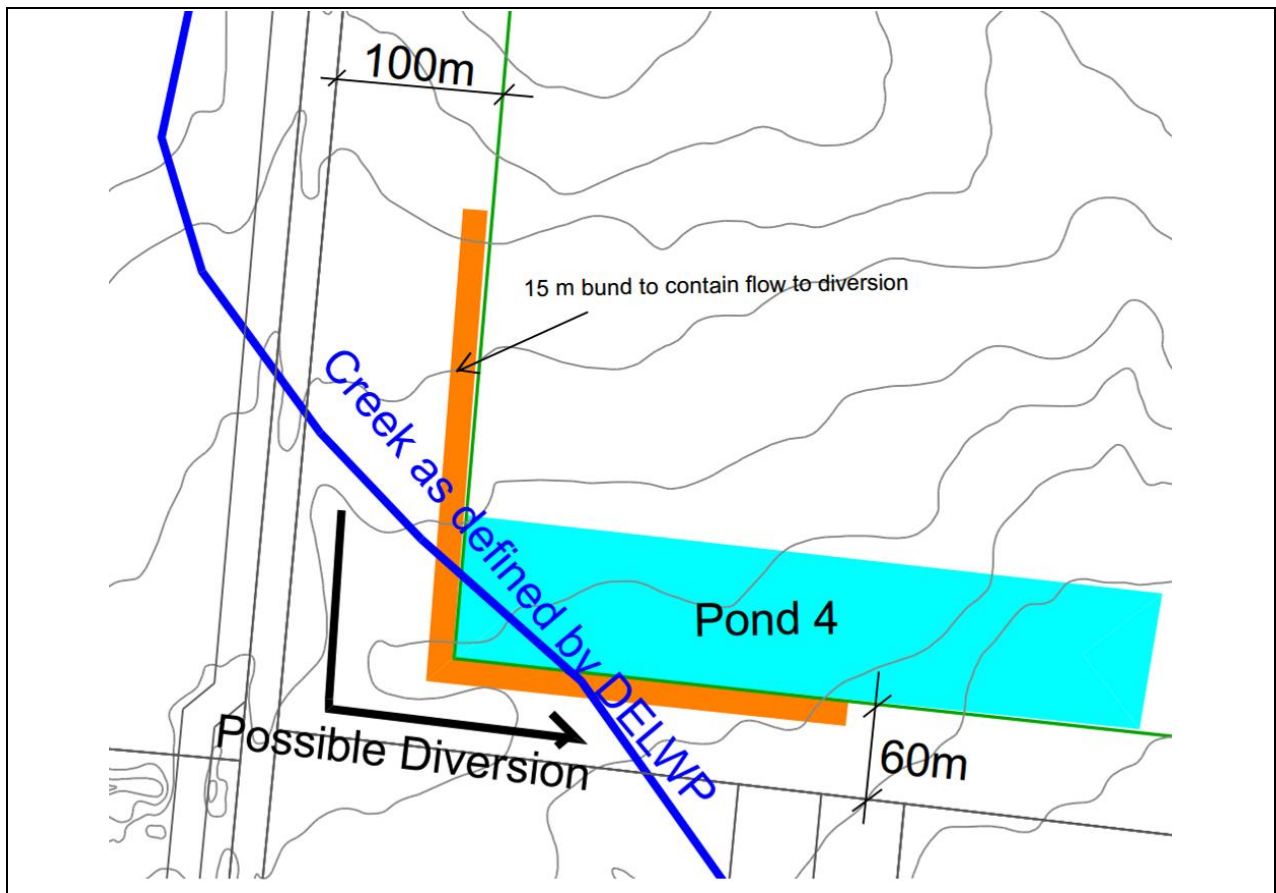 100m
15 m bund to contain flow to diversion
Creek as defined by DELWP
Pond 4
Possible Diversion
60m